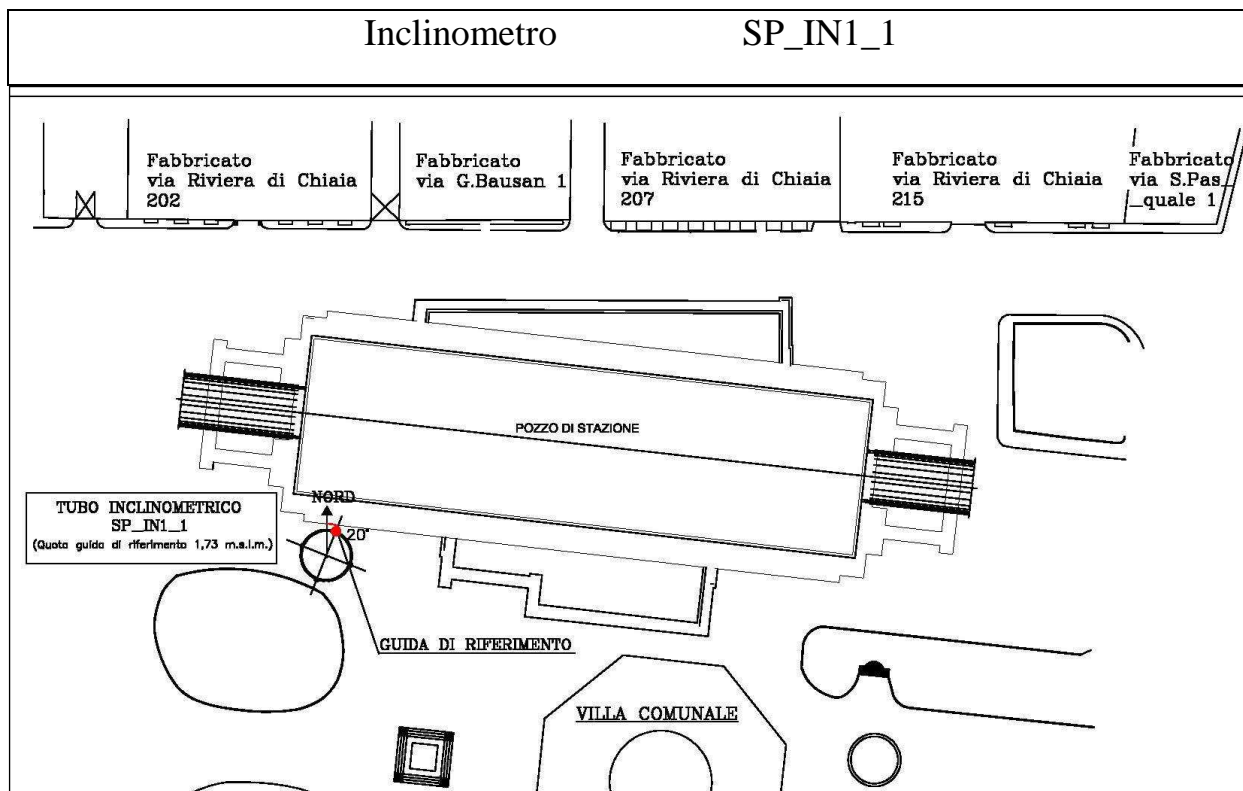 Inclinometro SP_IN1_1
Fabbricato
via Riviera di Chiaia
202
Fabbricato
via G.Bausan 1
Fabbricato
via Riviera di Chiaia
207
Fabbricato
via Riviera di Chiaia
215
Fabbricato
via S.Pas_
_quale 1
POZZO DI STAZIONE
NORD
20°
TUBO INCLINOMETRICO
SP_IN1_1
(Quota guida di riferimento 1,73 m.s.l.m.)
GUIDA DI RIFERIMENTO
VILLA COMUNALE